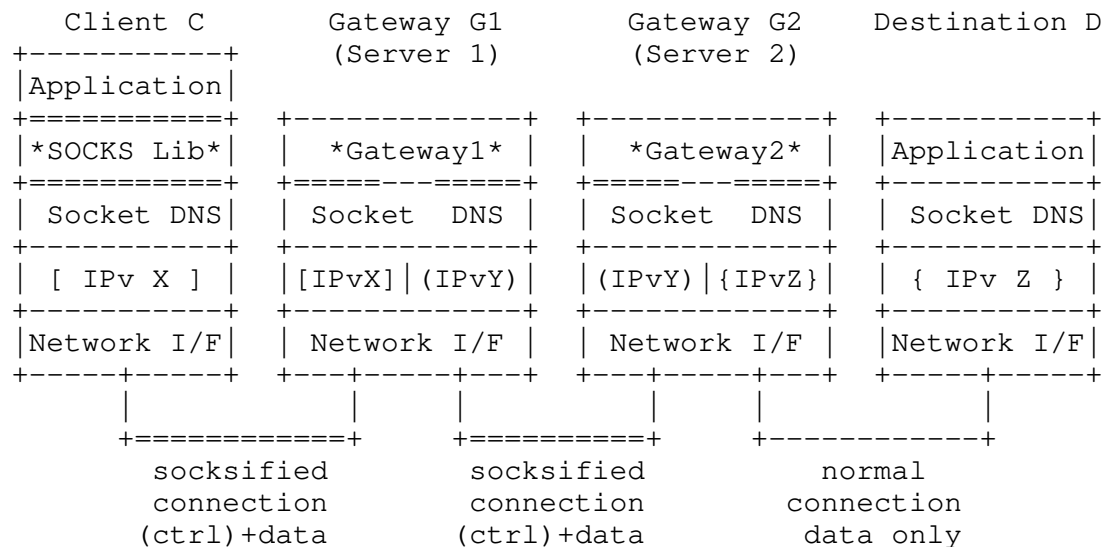 Client C       Gateway G1          Gateway G2      Destination D
+-----------+     (Server 1)          (Server 2)
|Application|
+===========+  +-------------+  +-------------+  +-----------+
|*SOCKS Lib*|  |  *Gateway1* |  |  *Gateway2* |  |Application|
+===========+  +=====---=====+  +=====---=====+  +-----------+
| Socket DNS|  | Socket  DNS |  | Socket  DNS |  | Socket DNS|
+-----------+  +-------------+  +-------------+  +-----------+
| [ IPv X ] |  |[IPvX]|(IPvY)|  |(IPvY)|{IPvZ}|  | { IPv Z } |
+-----------+  +-------------+  +-------------+  +-----------+
|Network I/F|  | Network I/F |  | Network I/F |  |Network I/F|
+-----+-----+  +---+-----+---+  +---+-----+---+  +-----+-----+
      |            |     |          |     |            |
      +============+     +==========+     +------------+
        socksified        socksified          normal
        connection        connection        connection
       (ctrl)+data       (ctrl)+data         data only